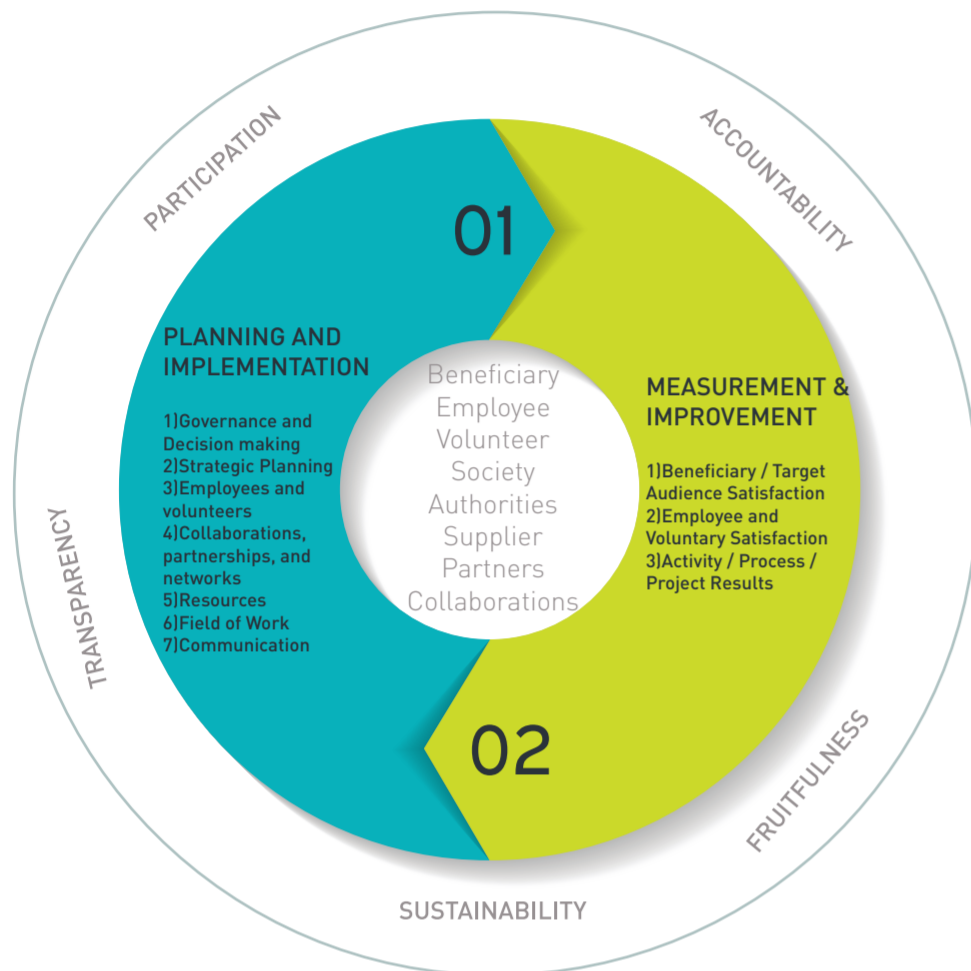 PARTICIPATION
ACCOUNTABILITY
01
PLANNING AND
IMPLEMENTATION
1)Governance and
Decision making
2)Strategic Planning
3)Employees and
volunteers
4)Collaborations,
partnerships, and
networks
5)Resources
6)Field of Work
7)Communication
Beneficiary
Employee
Volunteer
Society
Authorities
Supplier
Partners
Collaborations
MEASUREMENT &
IMPROVEMENT
1)Beneficiary / Target
Audience Satisfaction
2)Employee and
Voluntary Satisfaction
3)Activity / Process /
Project Results
TRANSPARENCY
02
FRUITFULNESS
SUSTAINABILITY